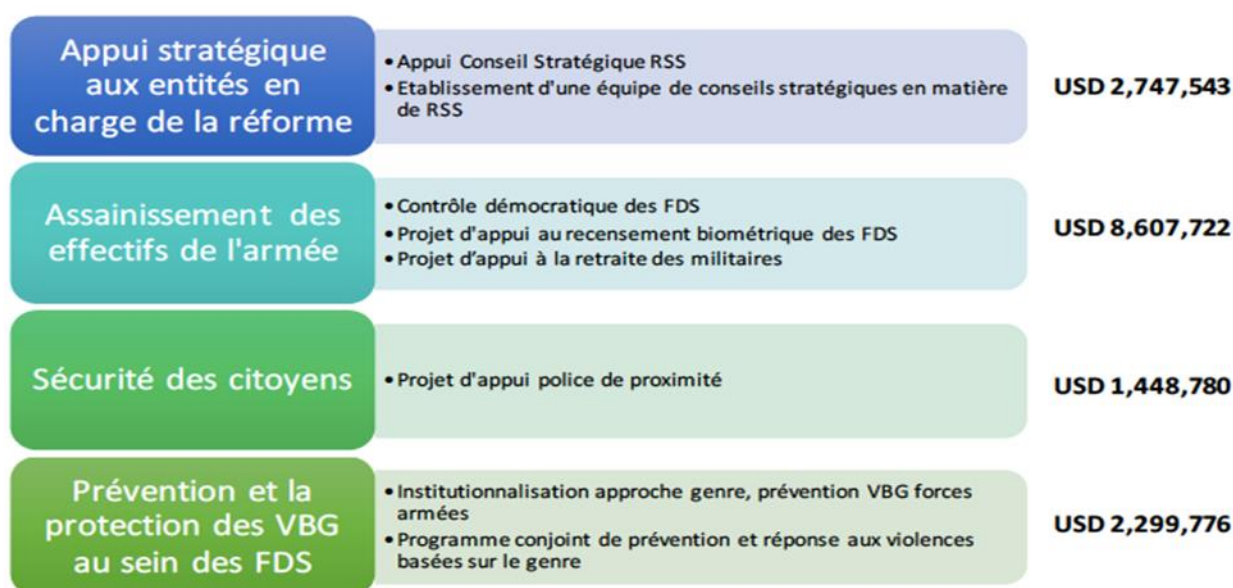 Appui stratégique
aux entités en
charge de la réforme
• Appui Conseil Stratégique RSS
• Etablissement d'une équipe de conseils stratégiques en matière
de RSS
USD 2,747,543
Assainissement des
effectifs de l'armée
• Contrôle démocratique des FDS
• Projet d'appui au recensement biométrique des FDS
• Projet d’appui à la retraite des militaires
USD 8,607,722
Sécurité des citoyens
• Projet d'appui police de proximité
USD 1,448,780
Prévention et la
protection des VBG
au sein des FDS
• Institutionnalisation approche genre, prévention VBG forces
armées
• Programme conjoint de prévention et réponse aux violences
basées sur le genre
USD 2,299,776